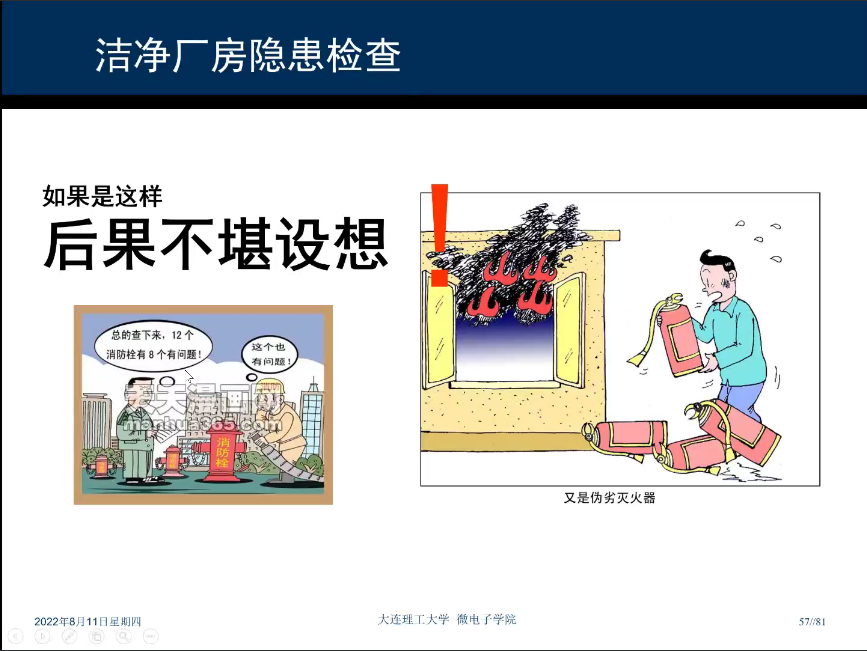 洁净厂房隐患检查
如果是这样
后果不堪设想
!
总的查下来，12个
消防栓有8个有问题!
这个也
有问题!
天漫画
manhua365.com
消防栓
又是伪劣灭火器
2022年8月11日星期四
大连理工大学 微电子学院
57//81